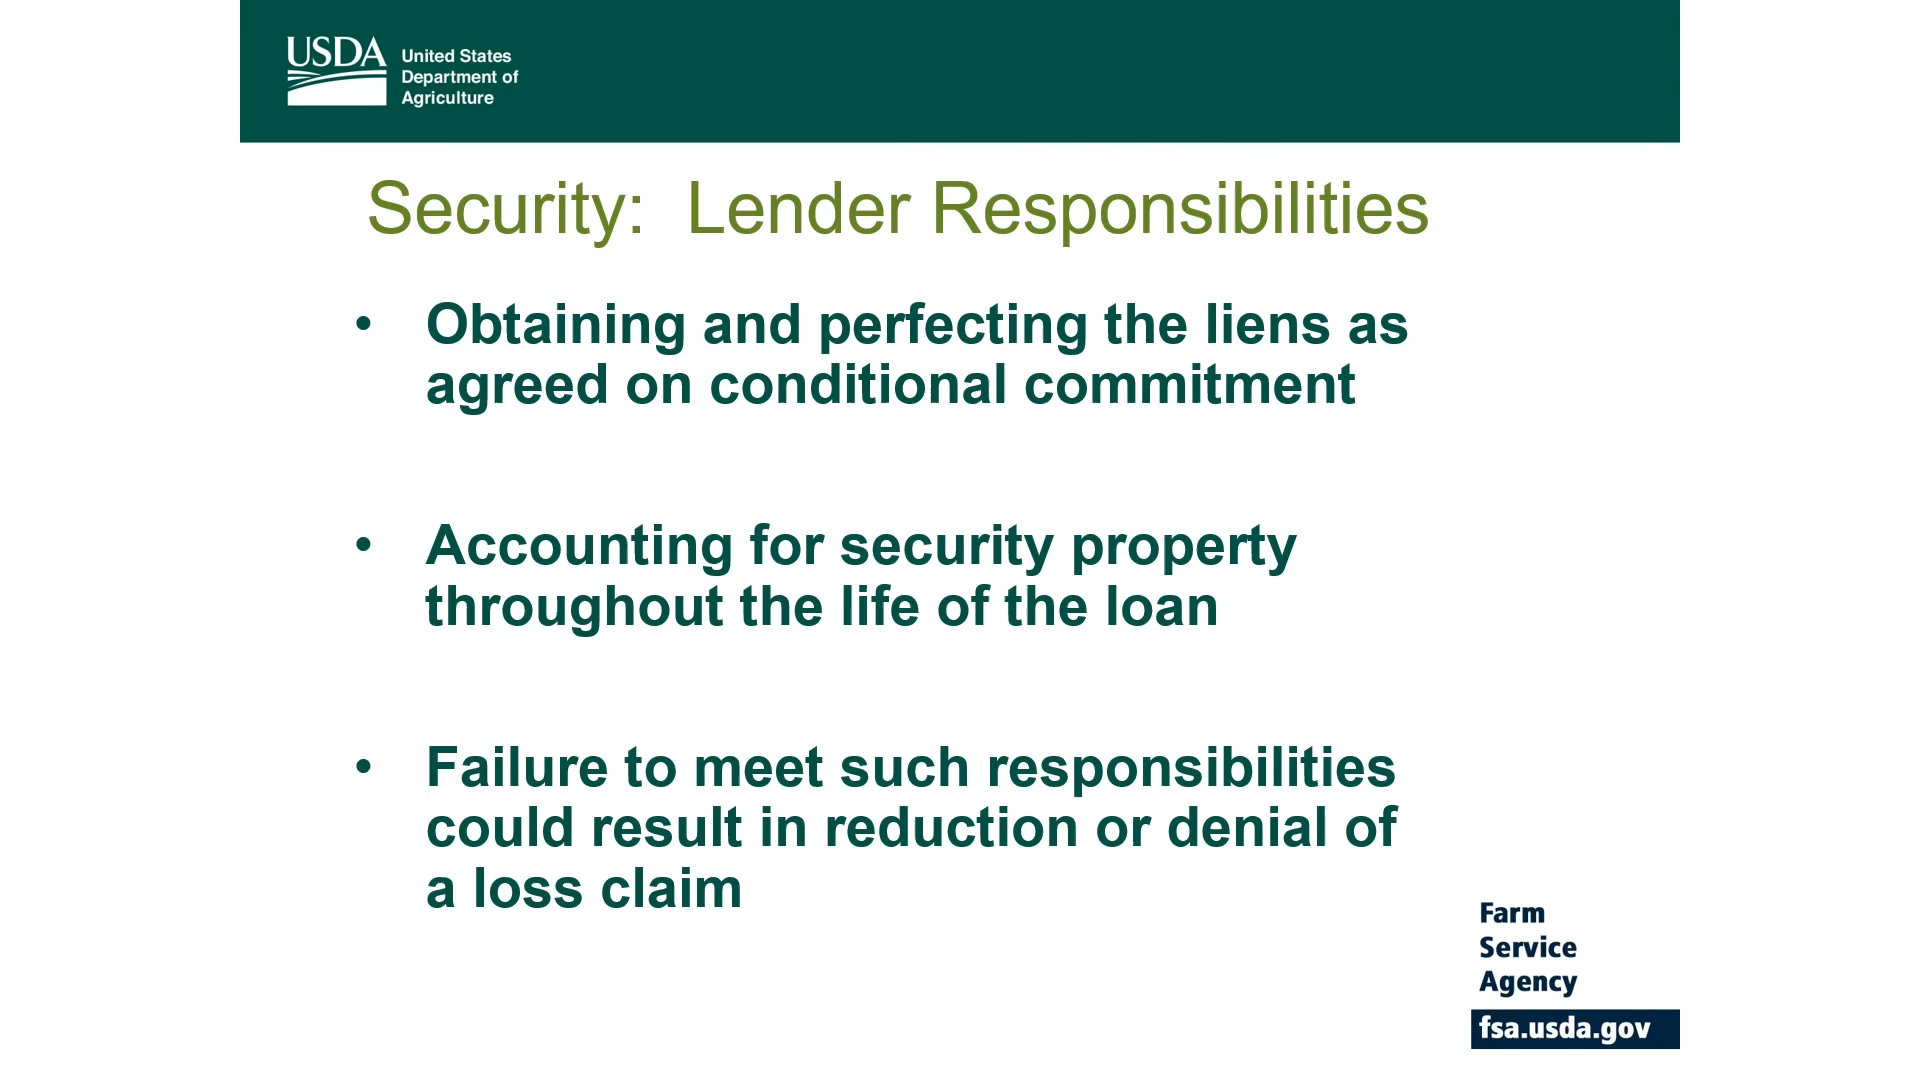 USDA
United States
Department of
Agriculture
Security: Lender Responsibilities
• Obtaining and perfecting the liens as
agreed on conditional commitment
• Accounting for security property
throughout the life of the loan
• Failure to meet such responsibilities
could result in reduction or denial of
a loss claim
Farm
Service
Agency
fsa.usda.gov